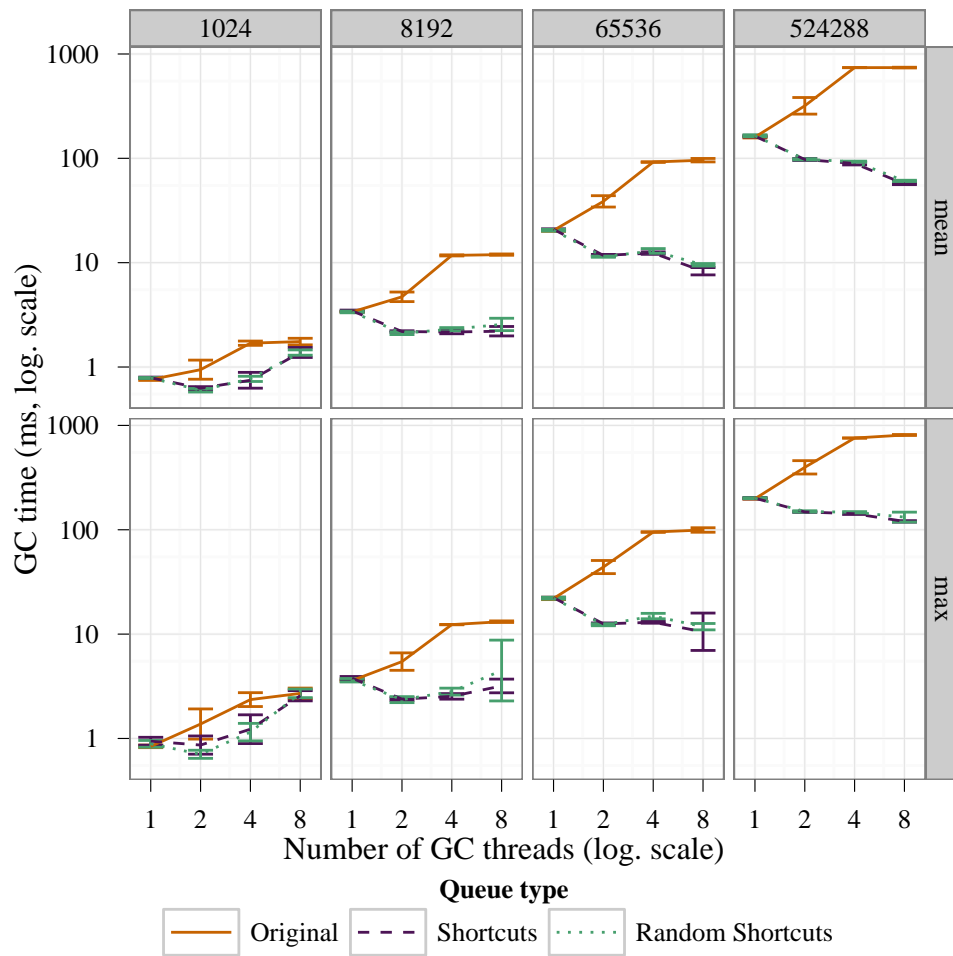 1024 8192 65536 524288
GC time (ms, log. scale)
1000
100
10
1
mean
1000
100
10
1
max
1 2 4 8 1 2 4 8 1 2 4 8 1 2 4 8
Number of GC threads (log. scale)
Queue type
Original Shortcuts Random Shortcuts